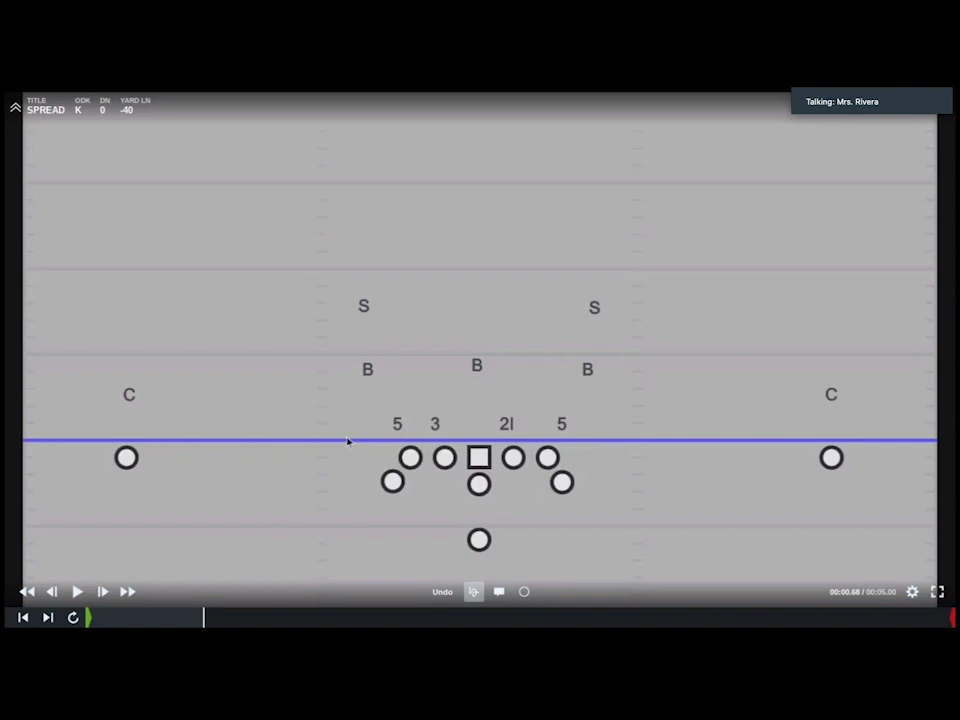 TITLE ODK DN YARD LN
SPREAD K 0 -40
Talking: Mrs. Rivera
S S
B B B
C C
5 3 2I 5
Undo 00:00.68 / 00:05.00